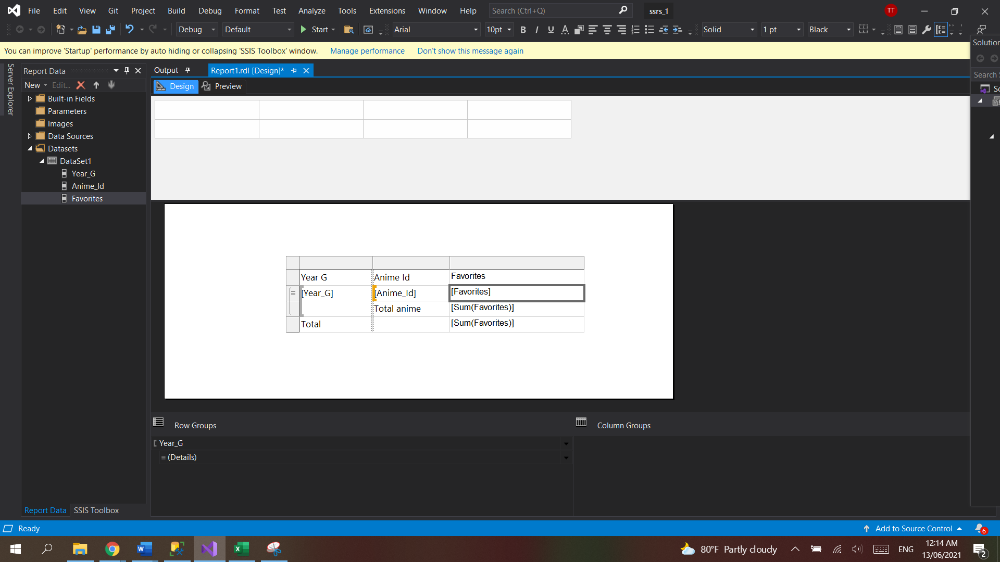 File Edit View Git Project Build Debug Format Test Analyze Tools Extensions Window Help Search (Ctrl+Q) ssrs_1 TT
Debug Default Start Arial 10pt B I U A Solid 1 pt Black
You can improve 'Startup' performance by auto hiding or collapsing 'SSIS Toolbox' window. Manage performance Don't show this message again
Solution
Server Explorer
Report Data
Output Report1.rdl [Design]*
New Edit...
Design Preview
Search S
Built-in Fields
So
Parameters
Images
Data Sources
Datasets
DataSet1
Year_G
Anime_Id
Favorites
Year G Anime Id Favorites
[Year_G] [Anime_Id] [Favorites]
Total anime [Sum(Favorites)]
Total [Sum(Favorites)]
Row Groups Column Groups
Year_G
(Details)
Report Data SSIS Toolbox
Ready Add to Source Control 6
80°F Partly cloudy ENG 12:14 AM
13/06/2021 2